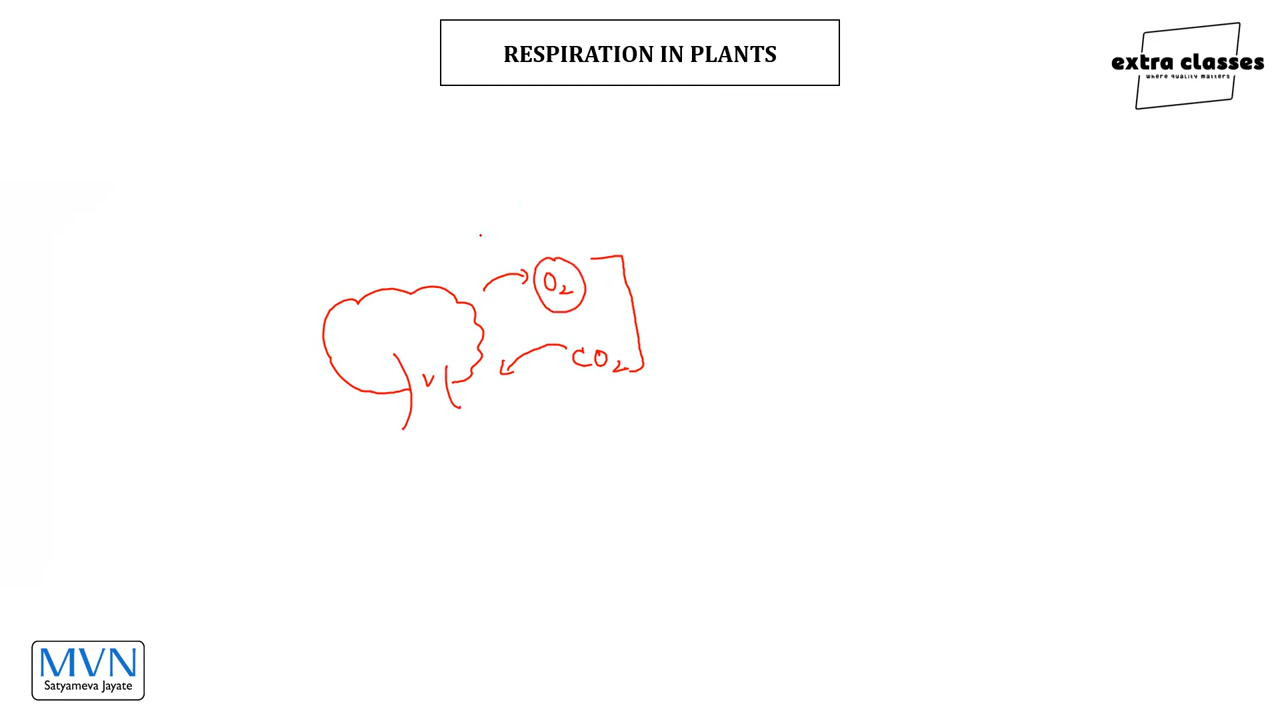 RESPIRATION IN PLANTS
extra classes
where quality matters
O₂
CO₂
MVN
Satyameva Jayate